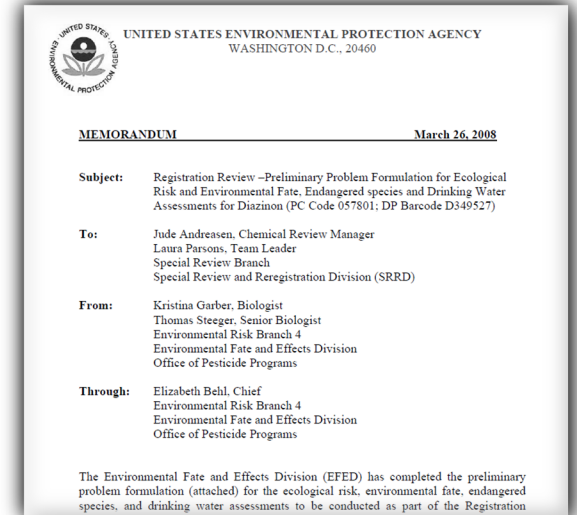 UNITED STATES ENVIRONMENTAL PROTECTION AGENCY
WASHINGTON D.C., 20460
UNITED STATES
ENVIRONMENTAL PROTECTION AGENCY
MEMORANDUM March 26, 2008
Subject: Registration Review –Preliminary Problem Formulation for Ecological
Risk and Environmental Fate, Endangered species and Drinking Water
Assessments for Diazinon (PC Code 057801; DP Barcode D349527)
To: Jude Andreasen, Chemical Review Manager
Laura Parsons, Team Leader
Special Review Branch
Special Review and Reregistration Division (SRRD)
From: Kristina Garber, Biologist
Thomas Steeger, Senior Biologist
Environmental Risk Branch 4
Environmental Fate and Effects Division
Office of Pesticide Programs
Through: Elizabeth Behl, Chief
Environmental Risk Branch 4
Environmental Fate and Effects Division
Office of Pesticide Programs
The Environmental Fate and Effects Division (EFED) has completed the preliminary
problem formulation (attached) for the ecological risk, environmental fate, endangered
species, and drinking water assessments to be conducted as part of the Registration